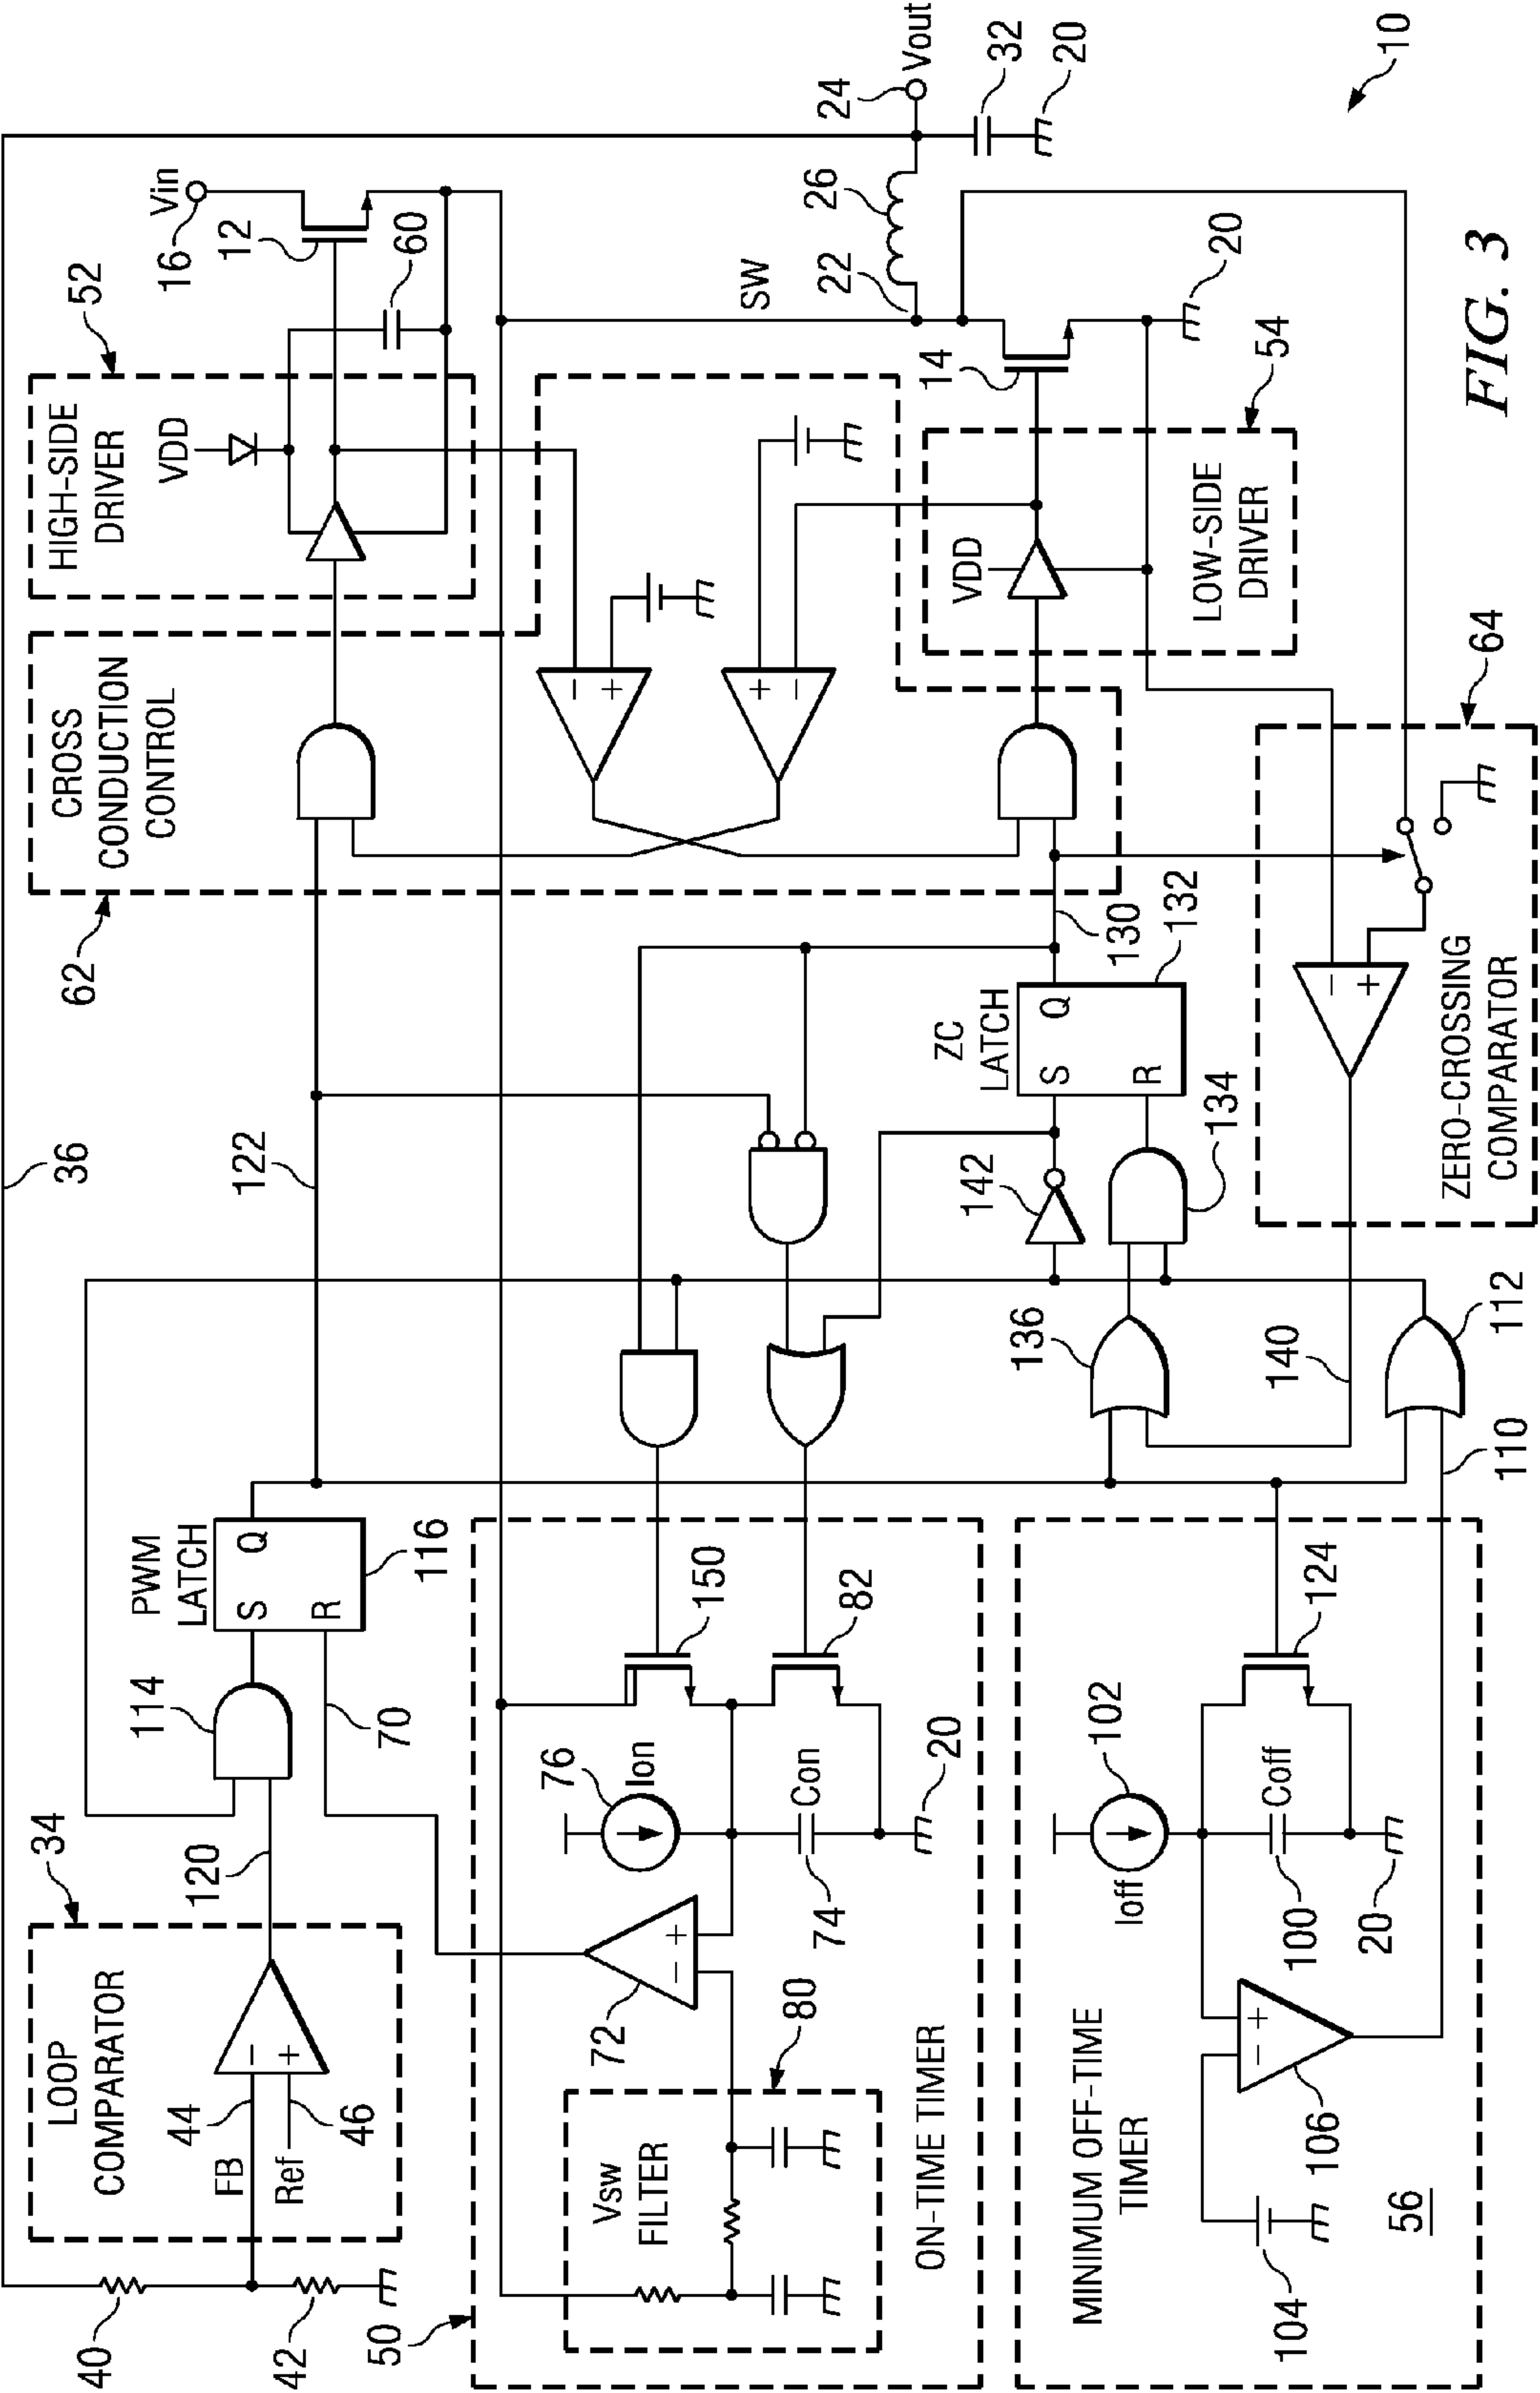 36
40
42
LOOP
COMPARATOR
34
44
FB
Ref
46
−
+
120
114
70
PWM
LATCH
S
R
Q
116
122
62
CROSS
CONDUCTION
CONTROL
HIGH-SIDE
DRIVER
52
VDD
Vin
16
12
60
−
+
+
−
SW
22
26
24
Vout
32
20
50
Vsw
FILTER
80
ON-TIME TIMER
72
−
+
76
Ion
Con
74
20
150
82
142
ZC
LATCH
S
R
Q
132
130
134
136
14
20
VDD
LOW-SIDE
DRIVER
54
MINIMUM OFF-TIME
TIMER
104
56
106
−
+
Ioff
102
Coff
100
20
124
110
112
140
ZERO-CROSSING
COMPARATOR
−
+
64
10
FIG. 3